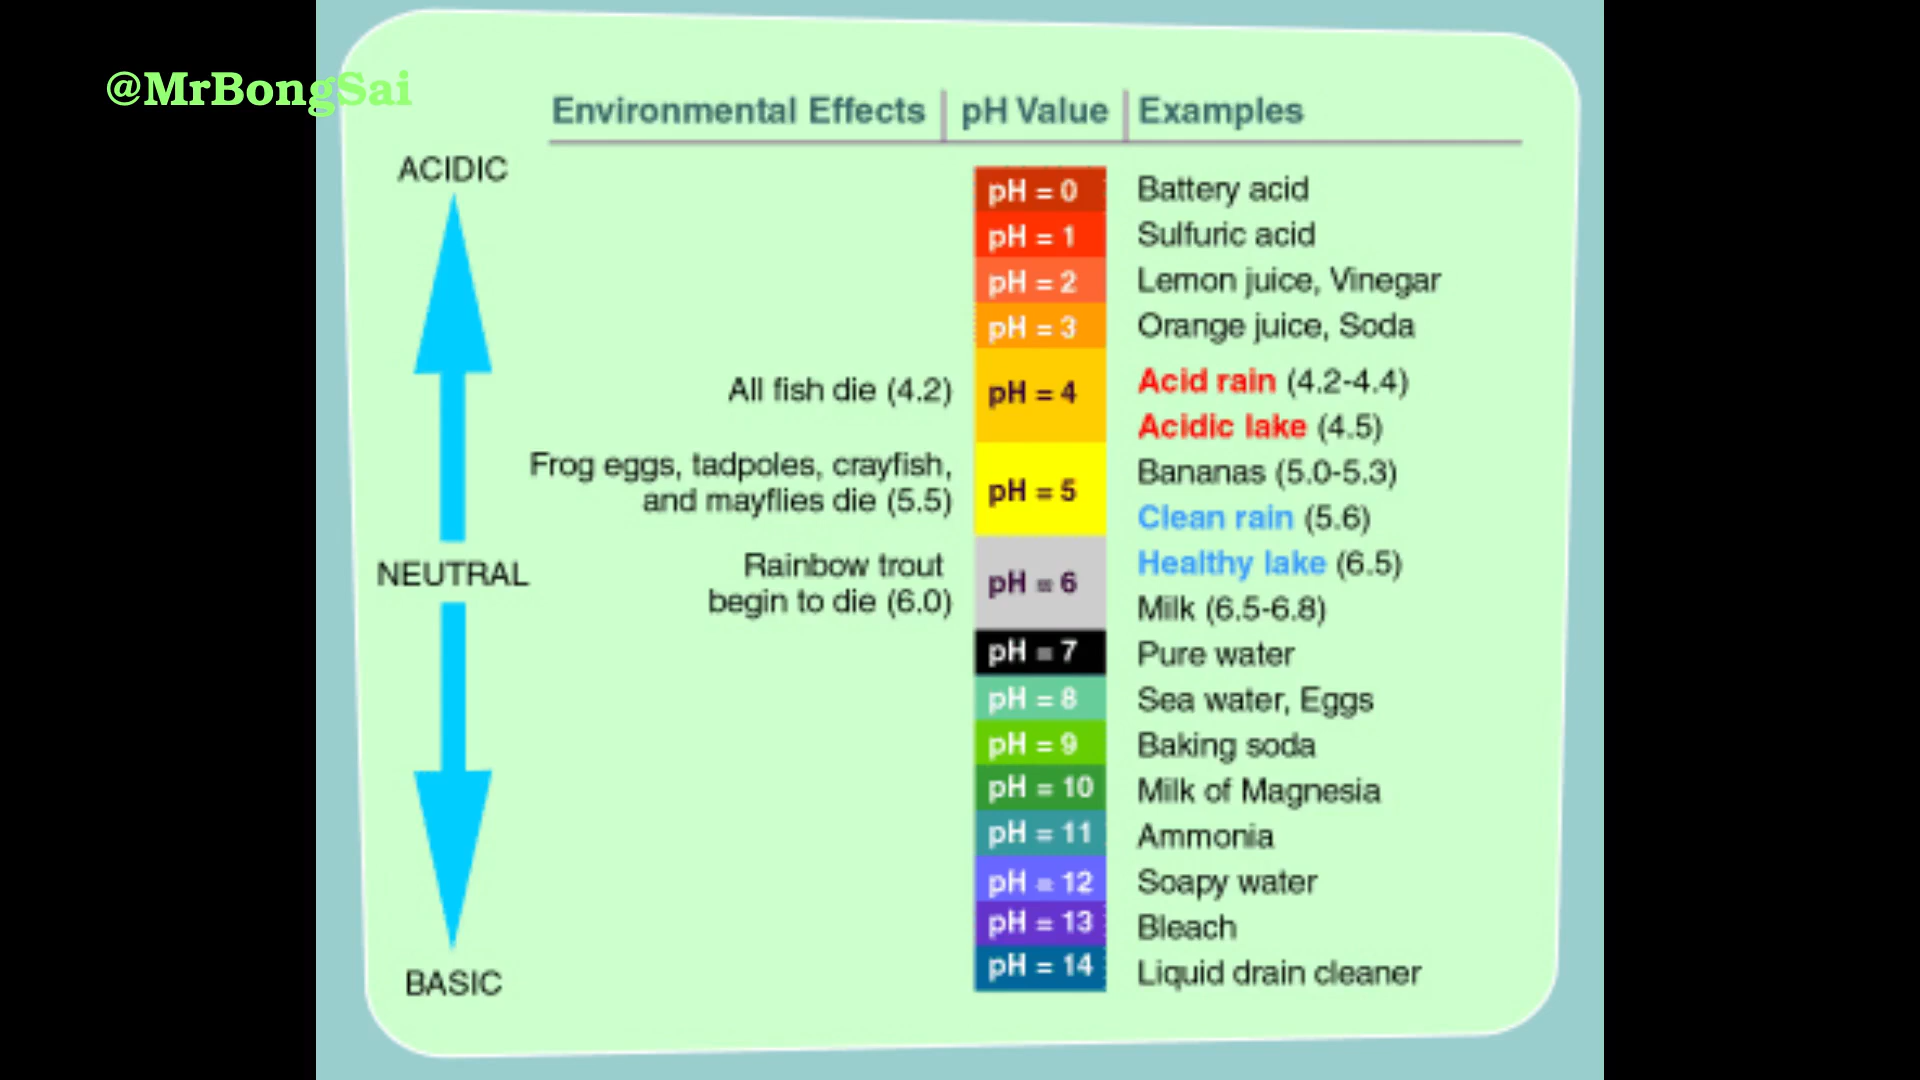 @MrBongSai
Environmental Effects | pH Value | Examples
ACIDIC
pH = 0 Battery acid
pH = 1 Sulfuric acid
pH = 2 Lemon juice, Vinegar
pH = 3 Orange juice, Soda
All fish die (4.2) pH = 4 Acid rain (4.2-4.4)
Acidic lake (4.5)
Frog eggs, tadpoles, crayfish, Bananas (5.0-5.3)
and mayflies die (5.5) pH = 5 Clean rain (5.6)
NEUTRAL
Rainbow trout Healthy lake (6.5)
begin to die (6.0) pH = 6 Milk (6.5-6.8)
pH = 7 Pure water
pH = 8 Sea water, Eggs
pH = 9 Baking soda
pH = 10 Milk of Magnesia
pH = 11 Ammonia
pH = 12 Soapy water
pH = 13 Bleach
pH = 14 Liquid drain cleaner
BASIC